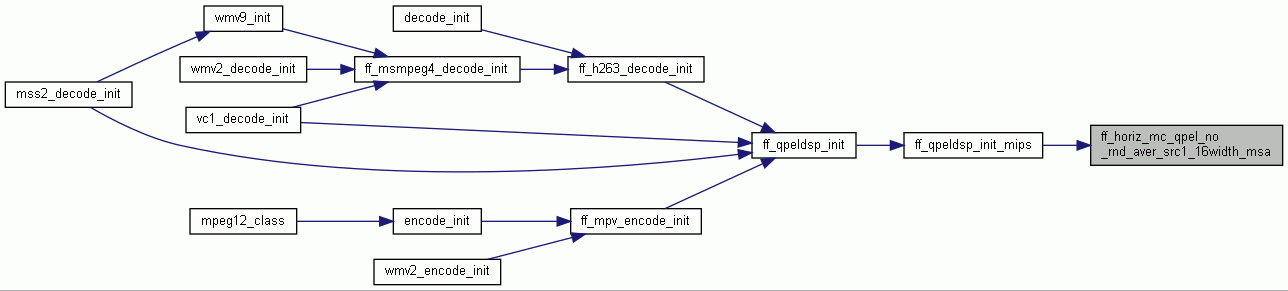 wmv9_init
decode_init
wmv2_decode_init
ff_msmpeg4_decode_init
ff_h263_decode_init
mss2_decode_init
vc1_decode_init
ff_qpeldsp_init
ff_qpeldsp_init_mips
ff_horiz_mc_qpel_no
_rnd_aver_src1_16width_msa
mpeg12_class
encode_init
ff_mpv_encode_init
wmv2_encode_init